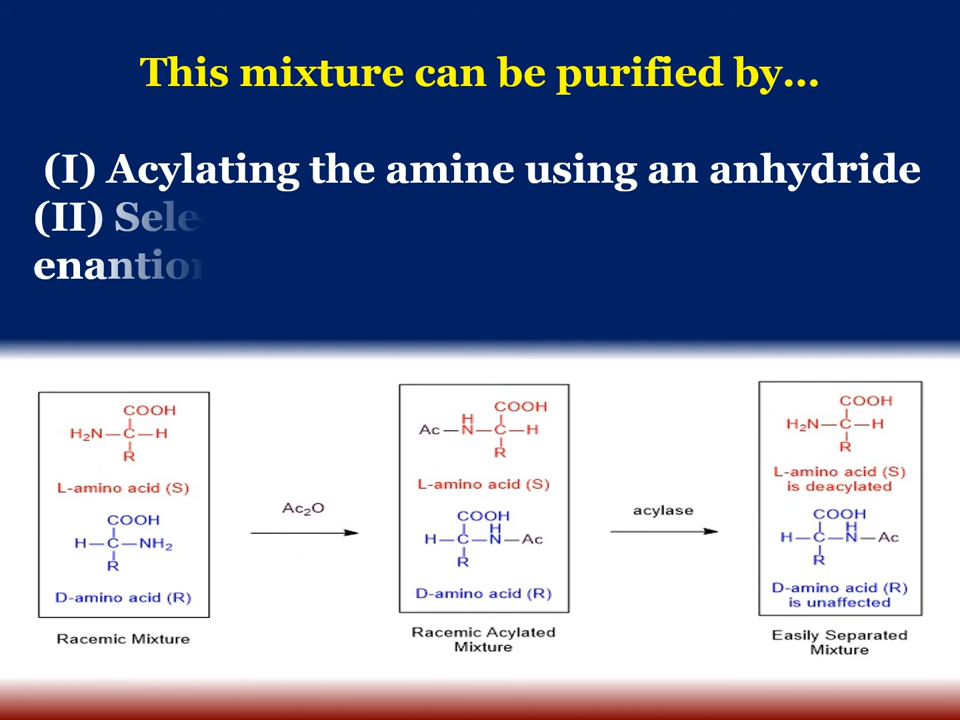 This mixture can be purified by...
(I) Acylating the amine using an anhydride
(II)
COOH
H₂N—C—H
R
L-amino acid (S)
COOH
H—C—NH₂
R
D-amino acid (R)
Racemic Mixture
Ac₂O
COOH
H
Ac—N—C—H
R
L-amino acid (S)
COOH
H
H—C—N—Ac
R
D-amino acid (R)
Racemic Acylated
Mixture
acylase
COOH
H₂N—C—H
R
L-amino acid (S)
is deacylated
COOH
H
H—C—N—Ac
R
D-amino acid (R)
is unaffected
Easily Separated
Mixture